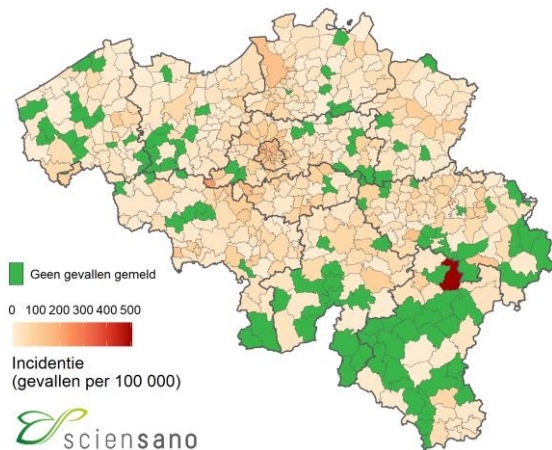 Geen gevallen gemeld
0 100 200 300 400 500
Incidentie
(gevallen per 100 000)
sciensano